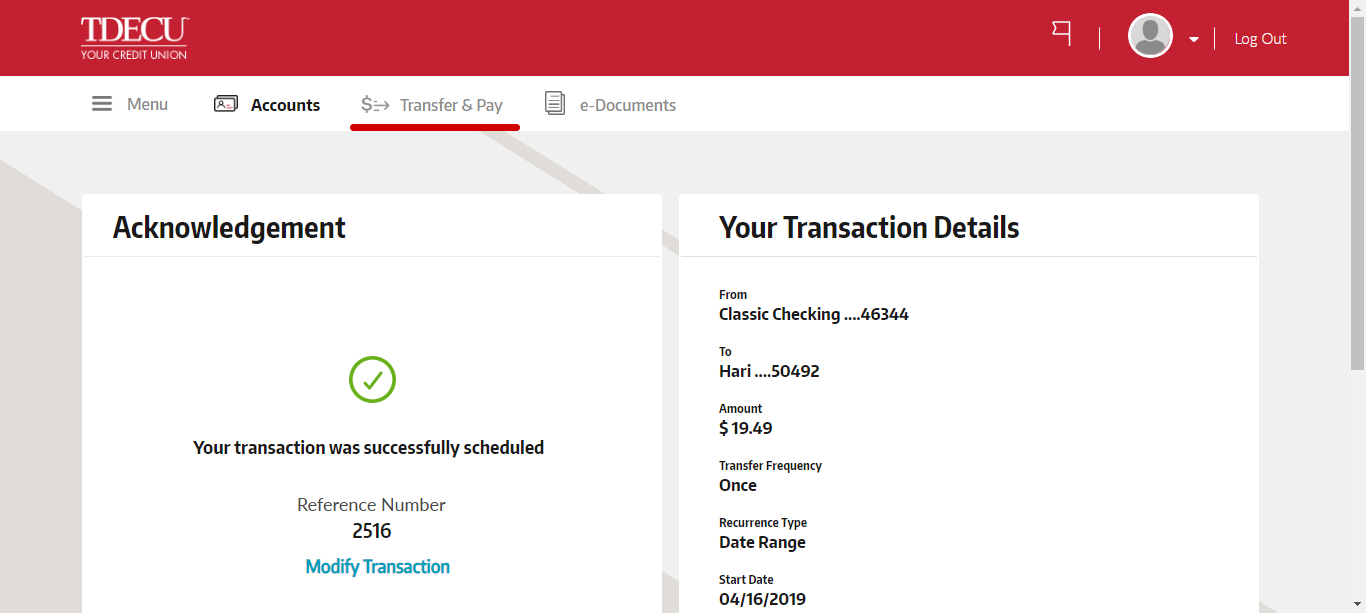 TDECU
YOUR CREDIT UNION
Log Out
Menu
Accounts
Transfer & Pay
e-Documents
Acknowledgement
Your transaction was successfully scheduled
Reference Number
2516
Modify Transaction
Your Transaction Details
From
Classic Checking ....46344
To
Hari ....50492
Amount
$ 19.49
Transfer Frequency
Once
Recurrence Type
Date Range
Start Date
04/16/2019